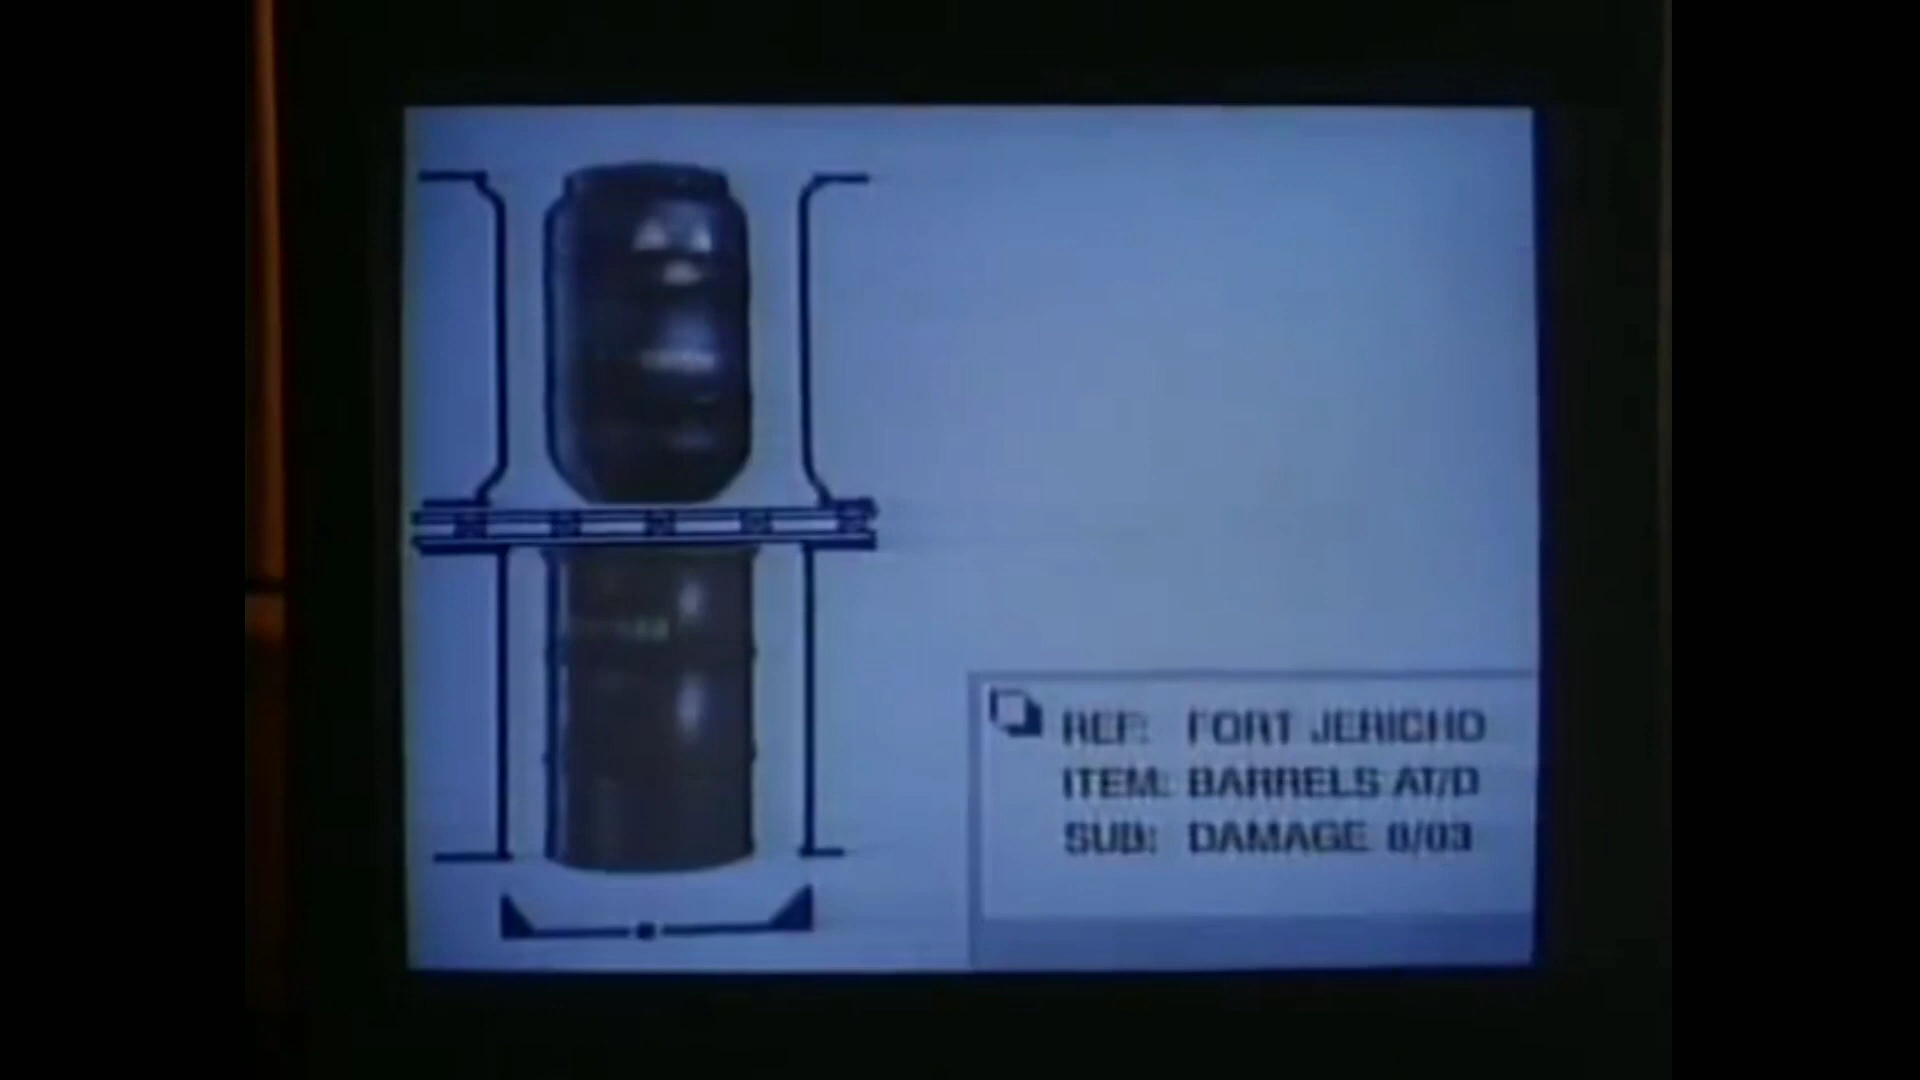 REF: FORT JERICHO
ITEM: BARRELS AT/D
SUB: DAMAGE 8/03